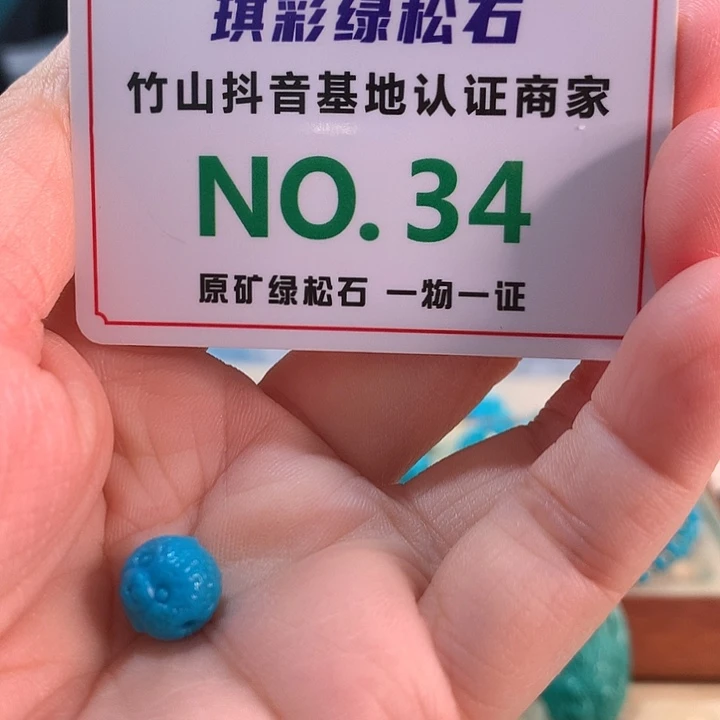 琪彩绿松石
竹山抖音基地认证商家
NO. 34
原矿绿松石 一物一证